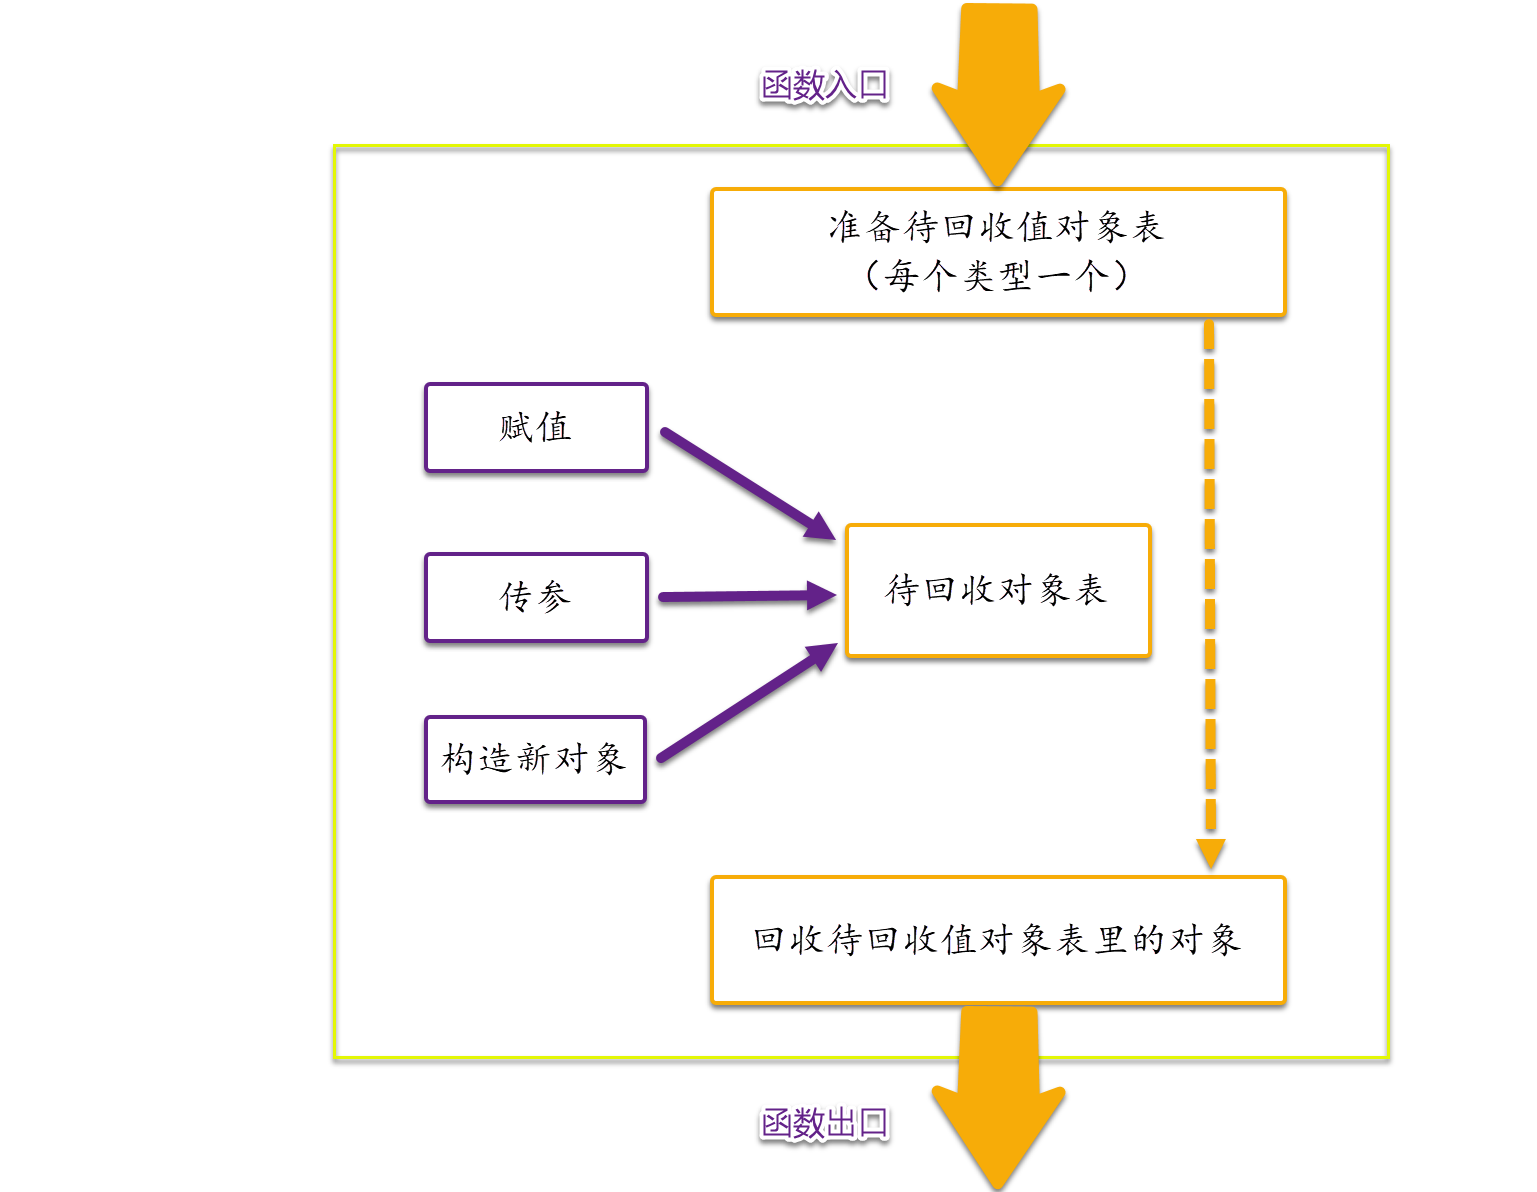 函数入口
准备待回收值对象表
（每个类型一个）
赋值
传参
待回收对象表
构造新对象
回收待回收值对象表里的对象
函数出口